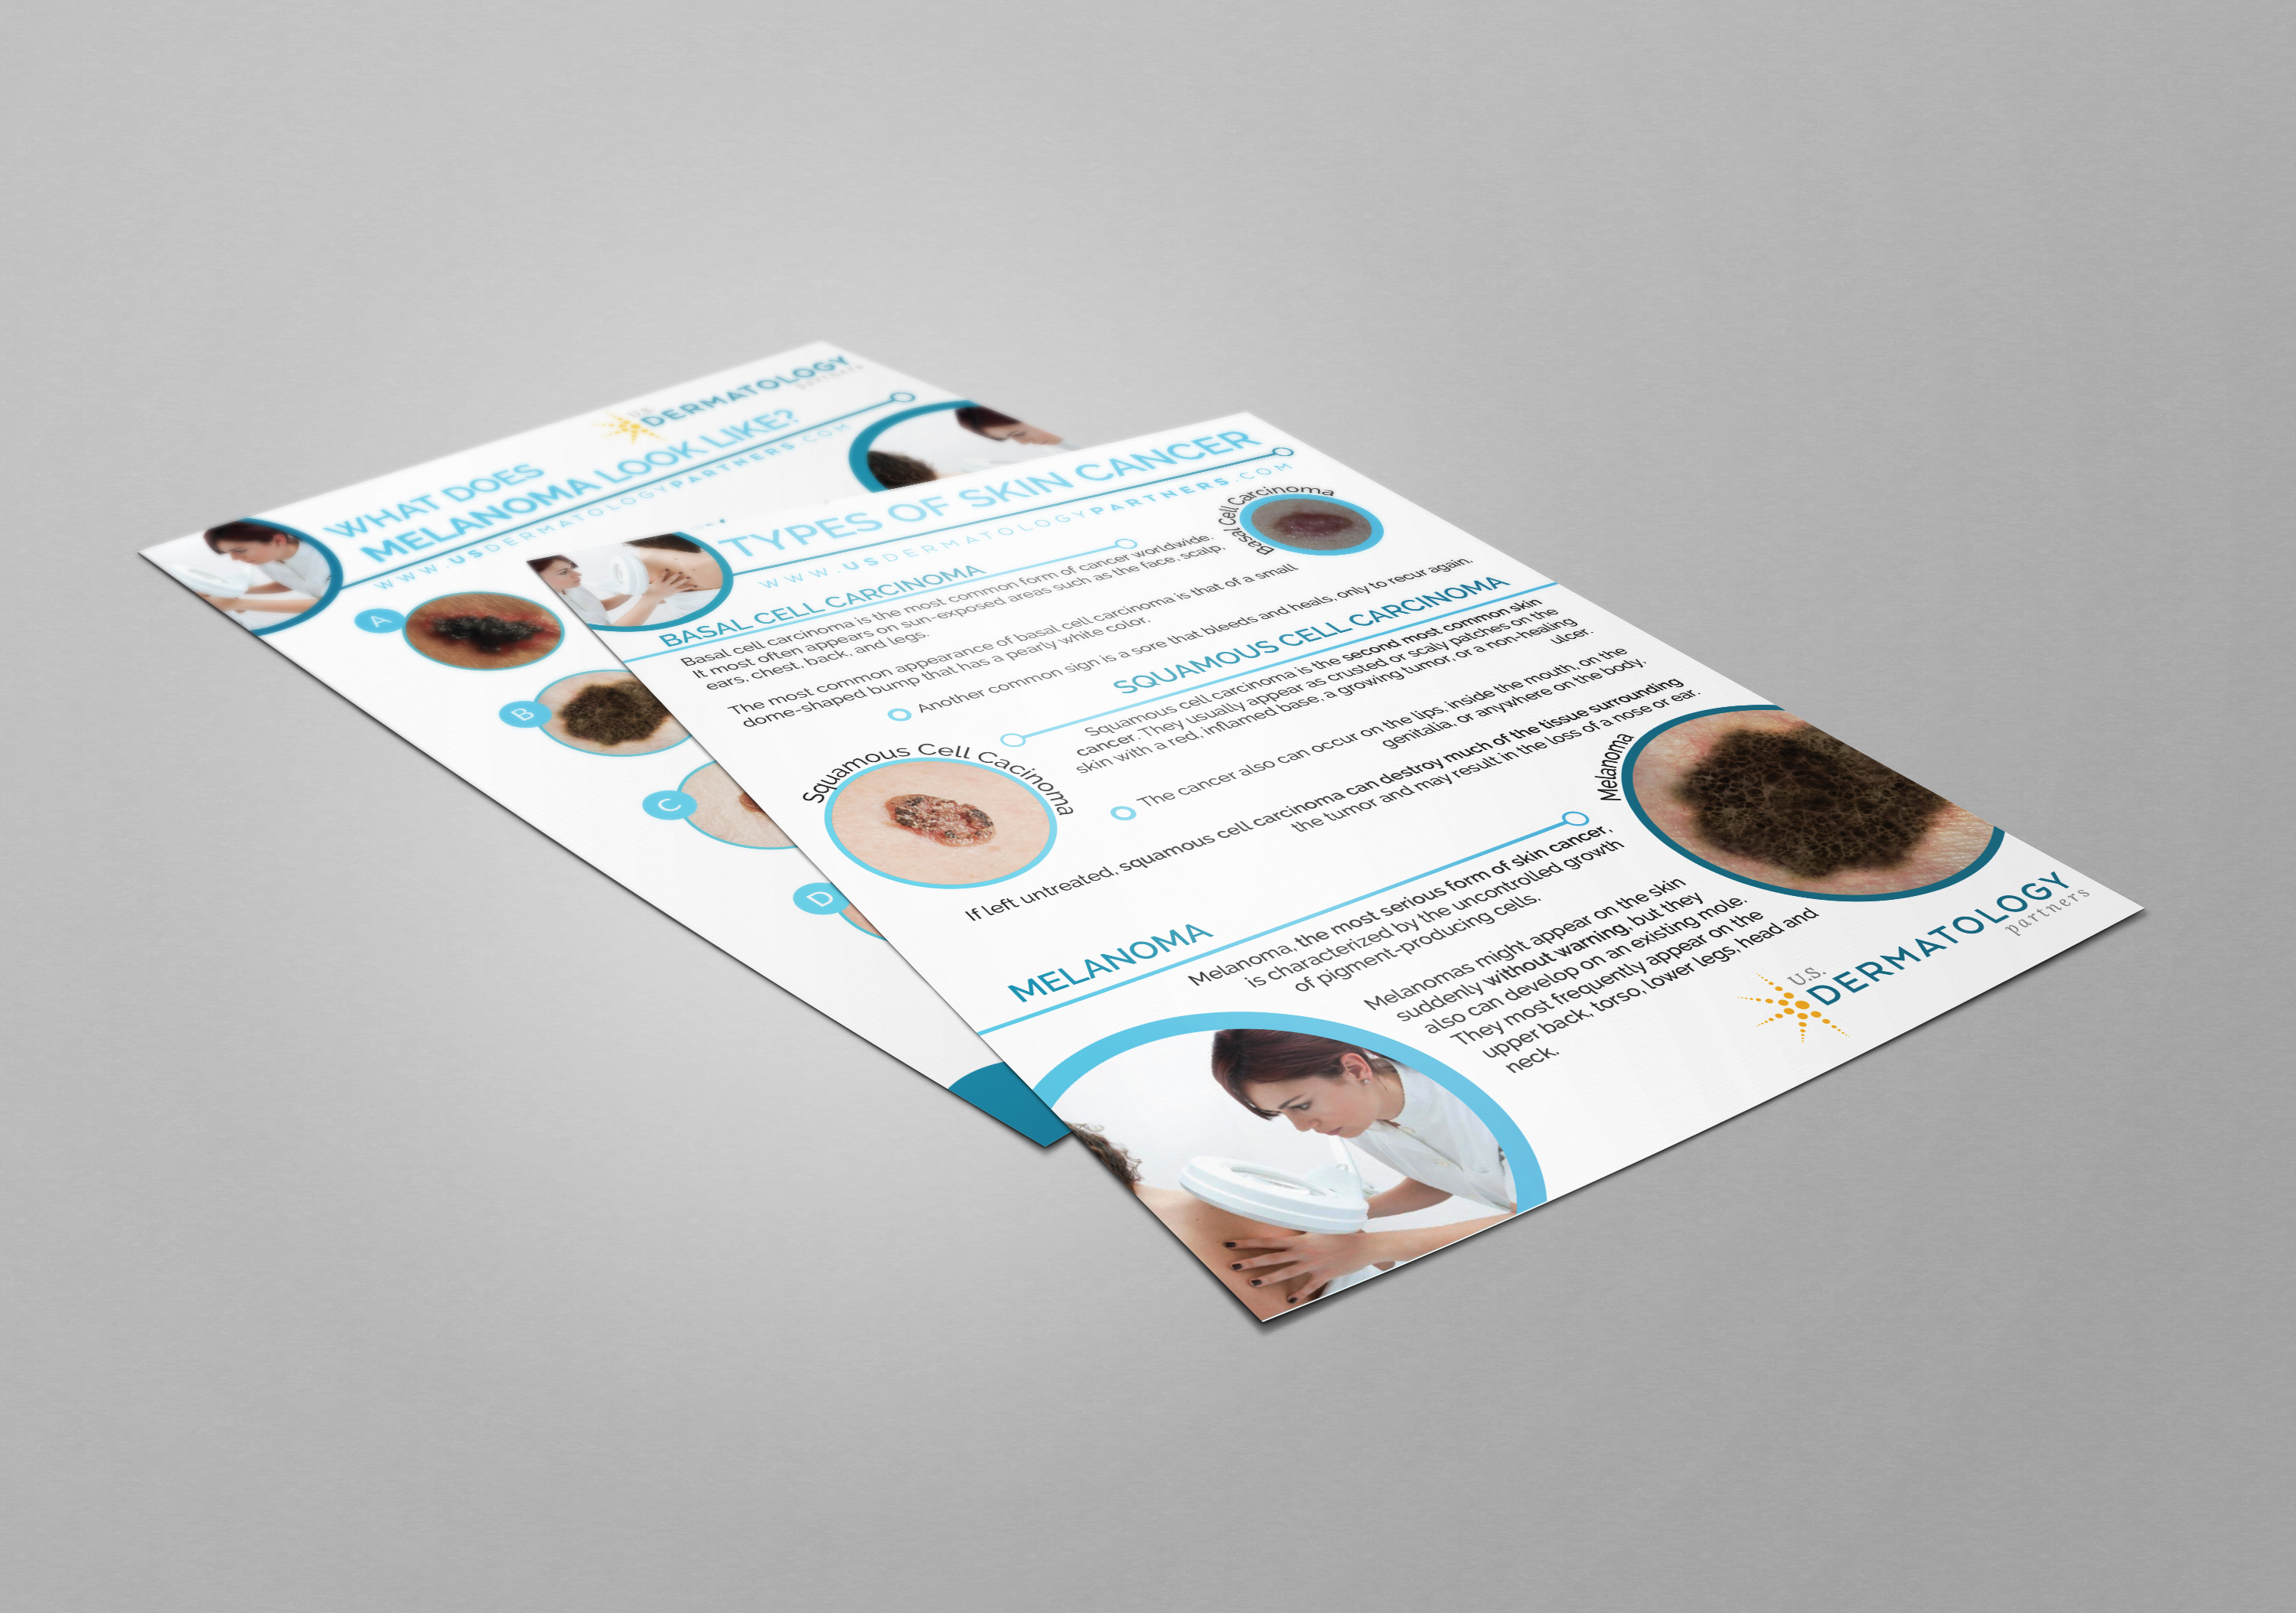 U.S.
DERMATOLOGY
partners
WHAT DOES
MELANOMA LOOK LIKE?
WWW.USDERMATOLOGYPARTNERS.COM
A
B
C
D
TYPES OF SKIN CANCER
WWW.USDERMATOLOGYPARTNERS.COM
BASAL CELL CARCINOMA
Basal cell carcinoma is the most common form of cancer worldwide.
It most often appears on sun-exposed areas such as the face, scalp,
ears, chest, back, and legs.
Basal Cell Carcinoma
The most common appearance of basal cell carcinoma is that of a small
dome-shaped bump that has a pearly white color.
Another common sign is a sore that bleeds and heals, only to recur again.
SQUAMOUS CELL CARCINOMA
Squamous cell carcinoma is the second most common skin
cancer. They usually appear as crusted or scaly patches on the
skin with a red, inflamed base, a growing tumor, or a non-healing
ulcer.
Squamous Cell Cacinoma
The cancer also can occur on the lips, inside the mouth, on the
genitalia, or anywhere on the body.
If left untreated, squamous cell carcinoma can destroy much of the tissue surrounding
the tumor and may result in the loss of a nose or ear.
MELANOMA
Melanoma, the most serious form of skin cancer,
is characterized by the uncontrolled growth
of pigment-producing cells.
Melanoma
Melanomas might appear on the skin
suddenly without warning, but they
also can develop on an existing mole.
They most frequently appear on the
upper back, torso, lower legs, head and
neck.
U.S.
DERMATOLOGY
partners